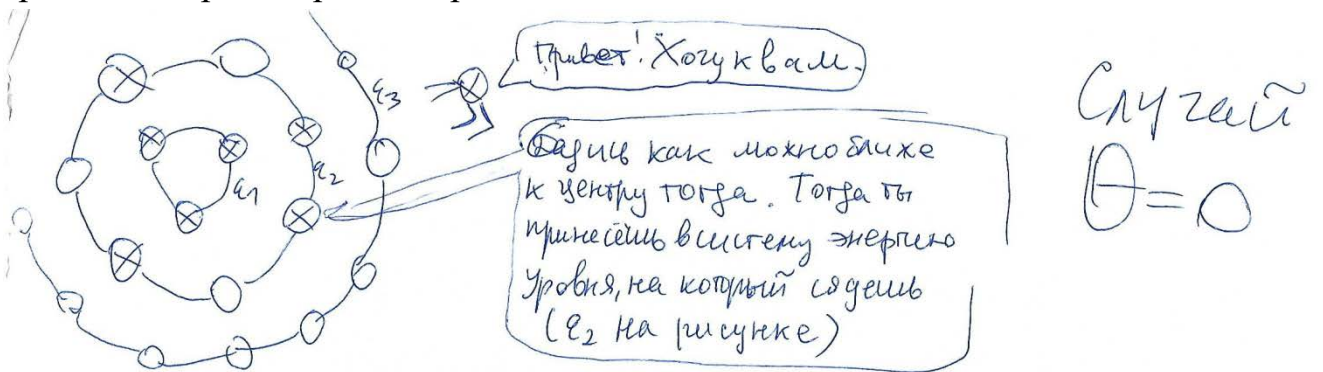 Привет! Хочу к вам.
Садись как можно ближе
к центру тогда. Тогда ты
принесёшь в систему энергию
уровня, на который сядешь
(ε₂ на рисунке)
ε₁
ε₂
ε₃
Случай
θ = 0